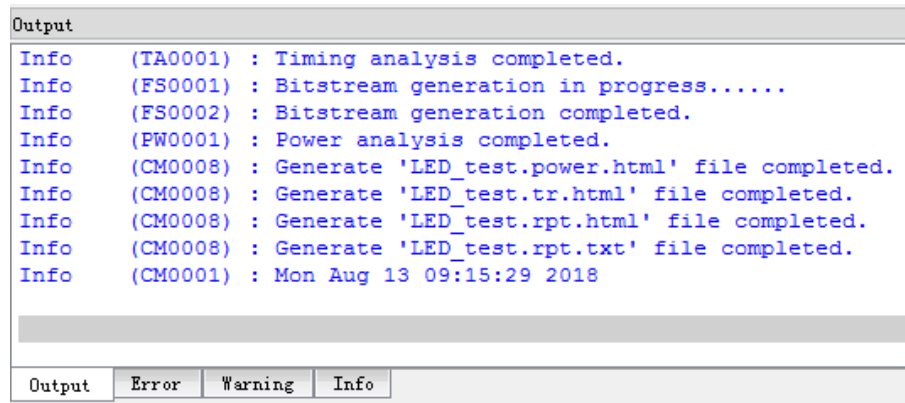 Output
Info (TA0001) : Timing analysis completed.
Info (FS0001) : Bitstream generation in progress......
Info (FS0002) : Bitstream generation completed.
Info (PW0001) : Power analysis completed.
Info (CM0008) : Generate 'LED_test.power.html' file completed.
Info (CM0008) : Generate 'LED_test.tr.html' file completed.
Info (CM0008) : Generate 'LED_test.rpt.html' file completed.
Info (CM0008) : Generate 'LED_test.rpt.txt' file completed.
Info (CM0001) : Mon Aug 13 09:15:29 2018
Output Error Warning Info